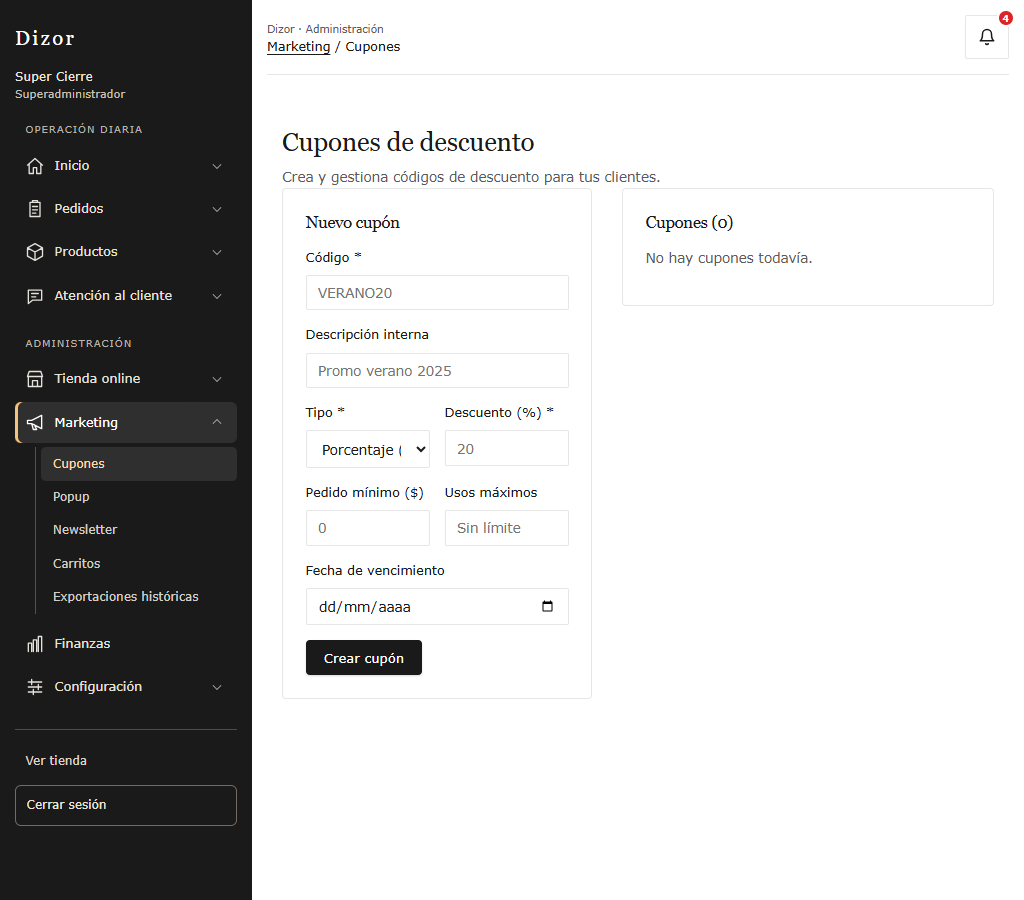 Dizor
Super Cierre
Superadministrador
OPERACIÓN DIARIA
Inicio
Pedidos
Productos
Atención al cliente
ADMINISTRACIÓN
Tienda online
Marketing
Cupones
Popup
Newsletter
Carritos
Exportaciones históricas
Finanzas
Configuración
Ver tienda
Cerrar sesión
Dizor · Administración
Marketing / Cupones
4
Cupones de descuento
Crea y gestiona códigos de descuento para tus clientes.
Nuevo cupón
Código *
VERANO20
Descripción interna
Promo verano 2025
Tipo * Descuento (%) *
Porcentaje ( 20
Pedido mínimo ($) Usos máximos
0 Sin límite
Fecha de vencimiento
dd/mm/aaaa
Crear cupón
Cupones (0)
No hay cupones todavía.